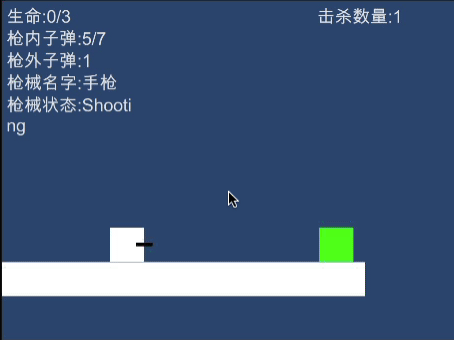 生命:0/3
击杀数量:1
枪内子弹:5/7
枪外子弹:1
枪械名字:手枪
枪械状态:Shooti
ng